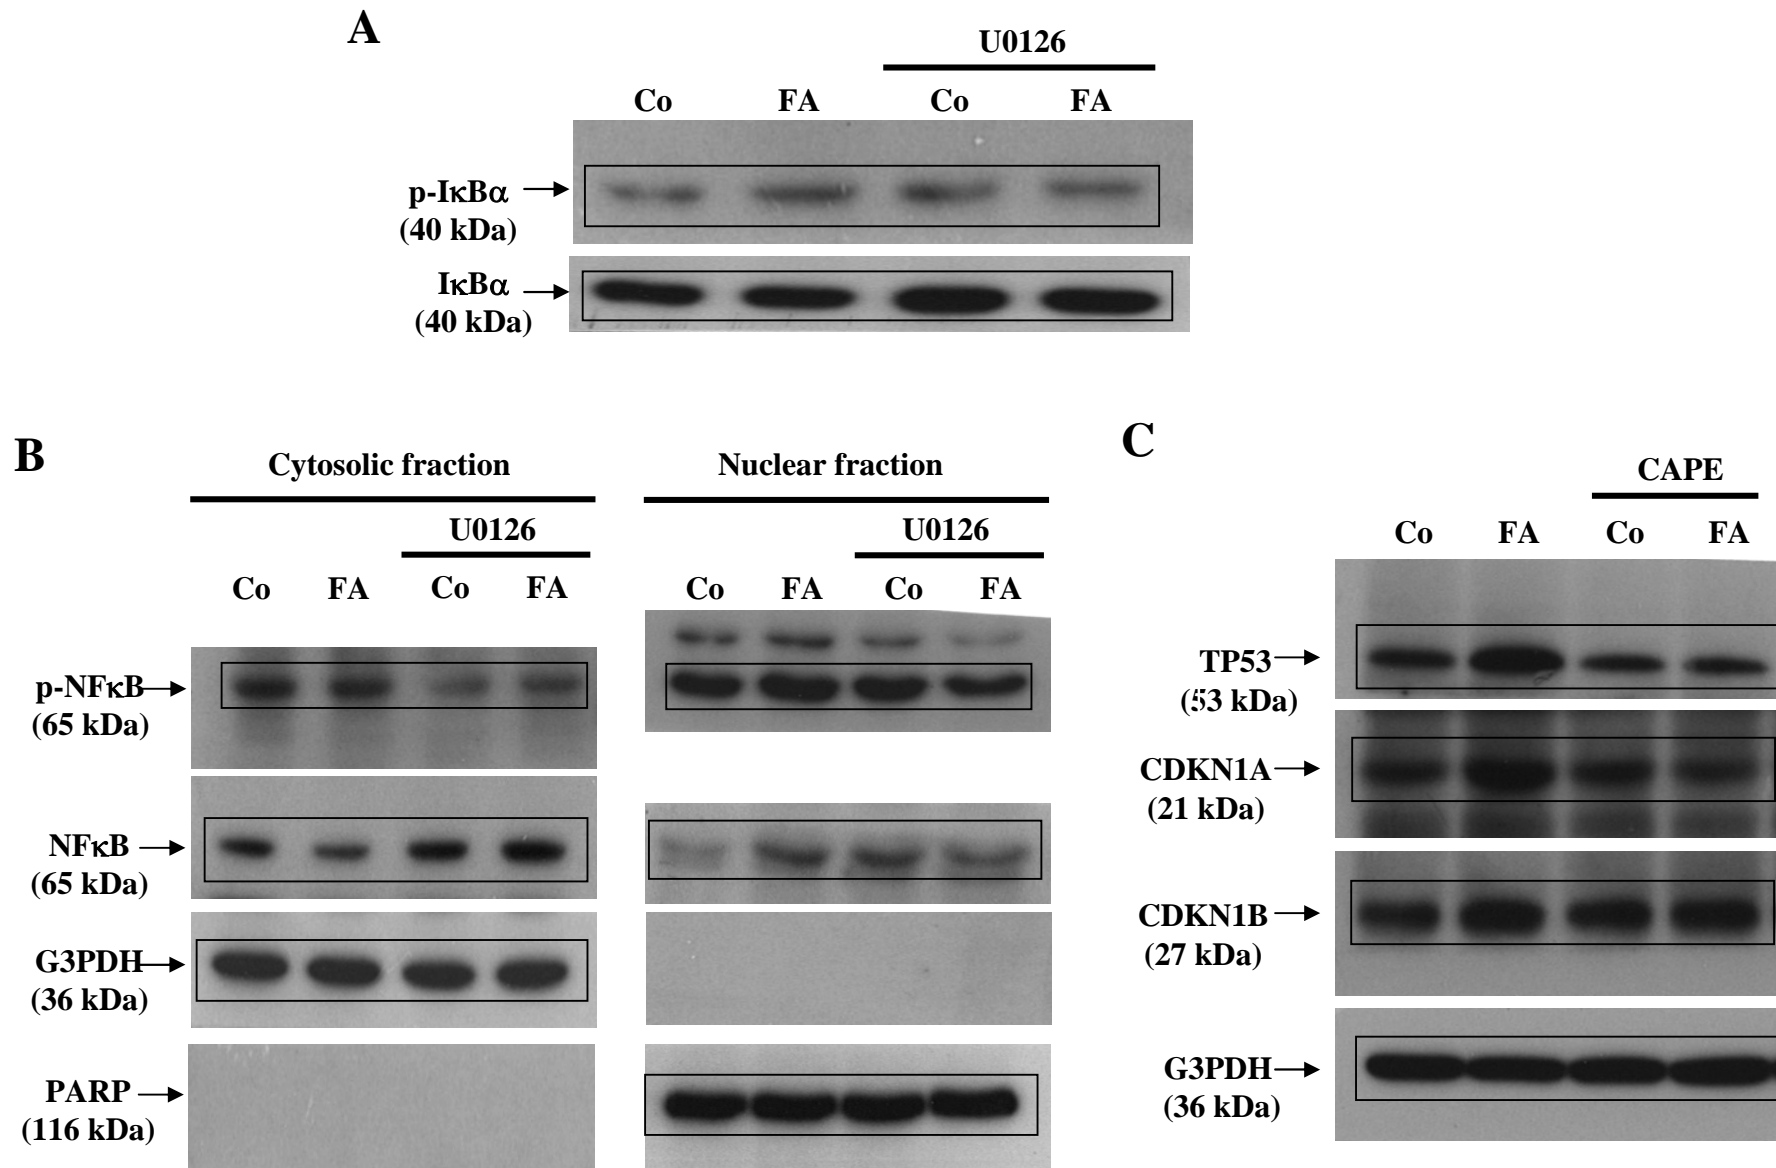 A
U0126
Co FA Co FA
p-IκBα
(40 kDa)
IκBα
(40 kDa)
B
Cytosolic fraction Nuclear fraction
U0126 U0126
Co FA Co FA Co FA Co FA
p-NFκB
(65 kDa)
NFκB
(65 kDa)
G3PDH
(36 kDa)
PARP
(116 kDa)
C
CAPE
Co FA Co FA
TP53
(53 kDa)
CDKN1A
(21 kDa)
CDKN1B
(27 kDa)
G3PDH
(36 kDa)